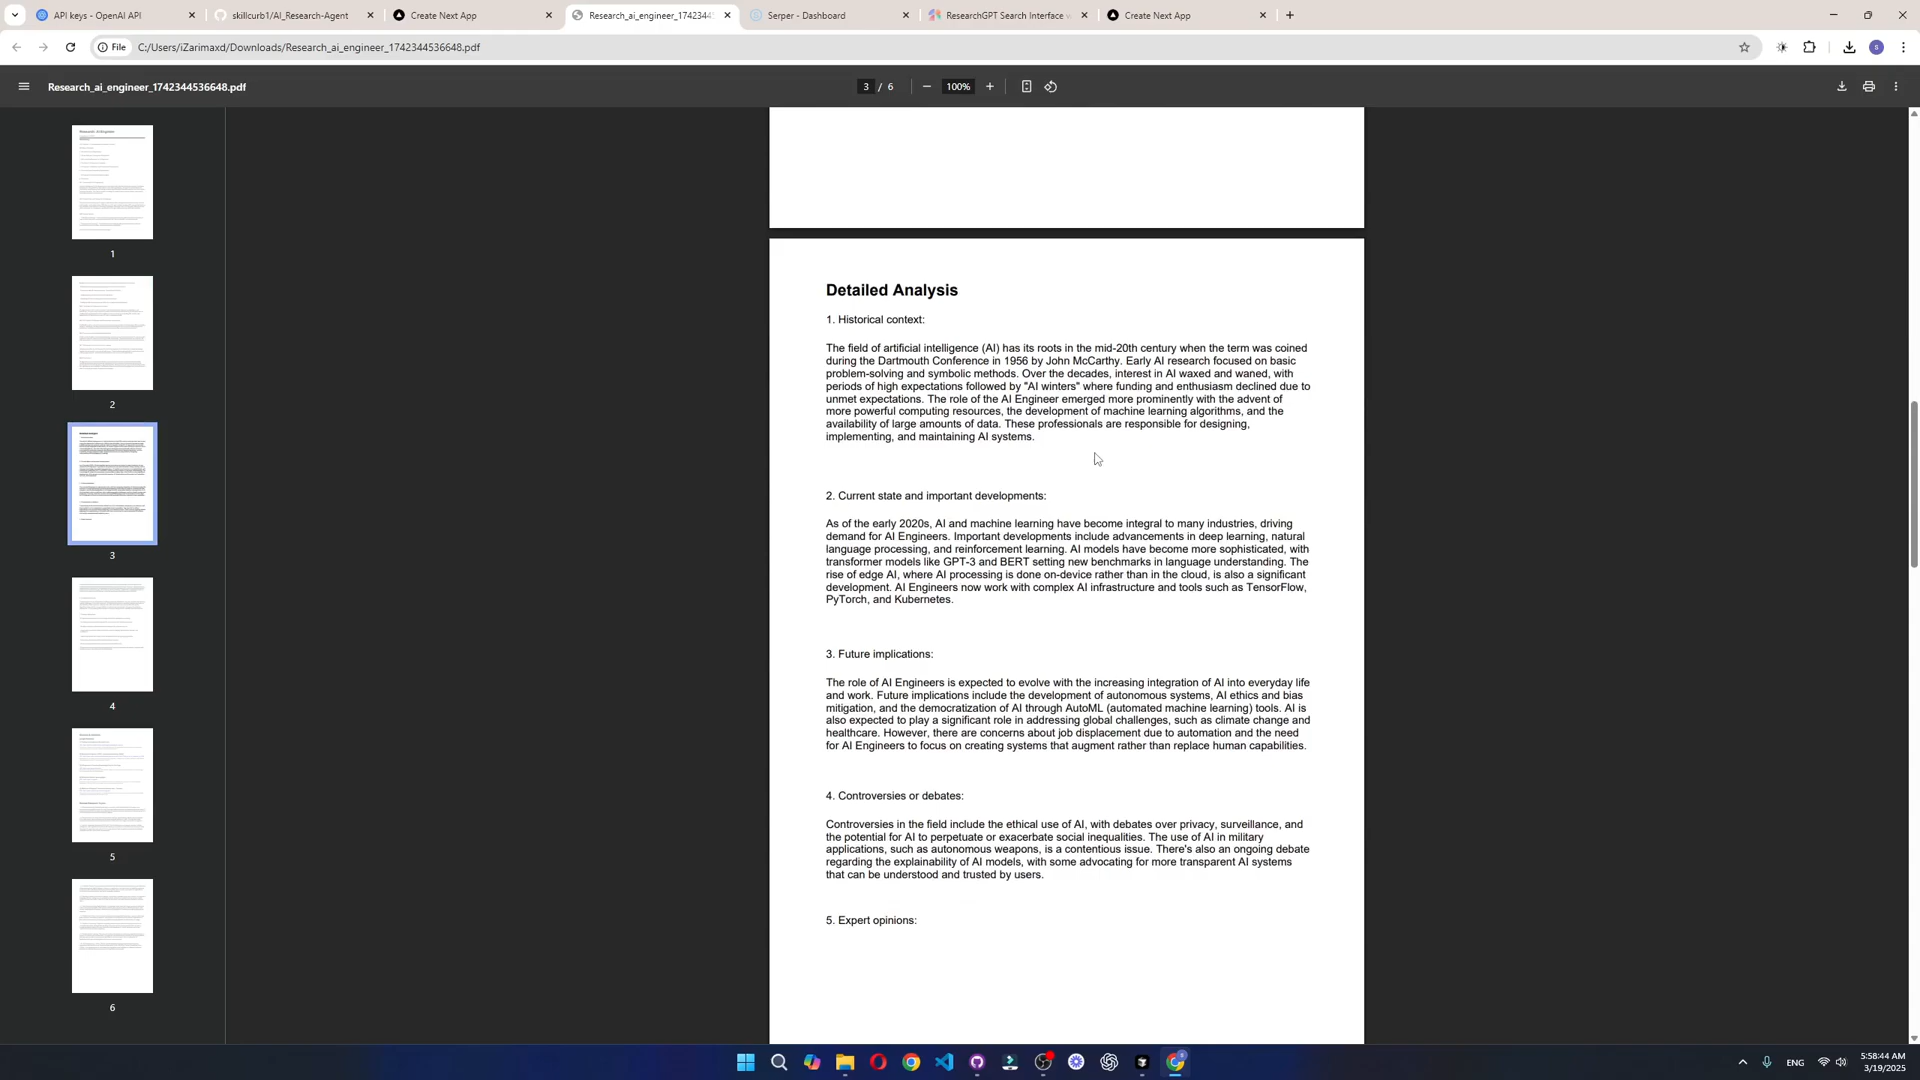 API keys - OpenAI API
skillcurb1/AI_Research-Agent
Create Next App
Research_ai_engineer_174234
Serper - Dashboard
ResearchGPT Search Interface
Create Next App
File
C:/Users/iZarimaxd/Downloads/Research_ai_engineer_1742344536648.pdf
S
Research_ai_engineer_1742344536648.pdf
3 / 6
100%
1
2
3
4
5
6
Detailed Analysis
1. Historical context:
The field of artificial intelligence (AI) has its roots in the mid-20th century when the term was coined
during the Dartmouth Conference in 1956 by John McCarthy. Early AI research focused on basic
problem-solving and symbolic methods. Over the decades, interest in AI waxed and waned, with
periods of high expectations followed by "AI winters" where funding and enthusiasm declined due to
unmet expectations. The role of the AI Engineer emerged more prominently with the advent of
more powerful computing resources, the development of machine learning algorithms, and the
availability of large amounts of data. These professionals are responsible for designing,
implementing, and maintaining AI systems.
2. Current state and important developments:
As of the early 2020s, AI and machine learning have become integral to many industries, driving
demand for AI Engineers. Important developments include advancements in deep learning, natural
language processing, and reinforcement learning. AI models have become more sophisticated, with
transformer models like GPT-3 and BERT setting new benchmarks in language understanding. The
rise of edge AI, where AI processing is done on-device rather than in the cloud, is also a significant
development. AI Engineers now work with complex AI infrastructure and tools such as TensorFlow,
PyTorch, and Kubernetes.
3. Future implications:
The role of AI Engineers is expected to evolve with the increasing integration of AI into everyday life
and work. Future implications include the development of autonomous systems, AI ethics and bias
mitigation, and the democratization of AI through AutoML (automated machine learning) tools. AI is
also expected to play a significant role in addressing global challenges, such as climate change and
healthcare. However, there are concerns about job displacement due to automation and the need
for AI Engineers to focus on creating systems that augment rather than replace human capabilities.
4. Controversies or debates:
Controversies in the field include the ethical use of AI, with debates over privacy, surveillance, and
the potential for AI to perpetuate or exacerbate social inequalities. The use of AI in military
applications, such as autonomous weapons, is a contentious issue. There's also an ongoing debate
regarding the explainability of AI models, with some advocating for more transparent AI systems
that can be understood and trusted by users.
5. Expert opinions:
ENG
5:58:44 AM
3/19/2025